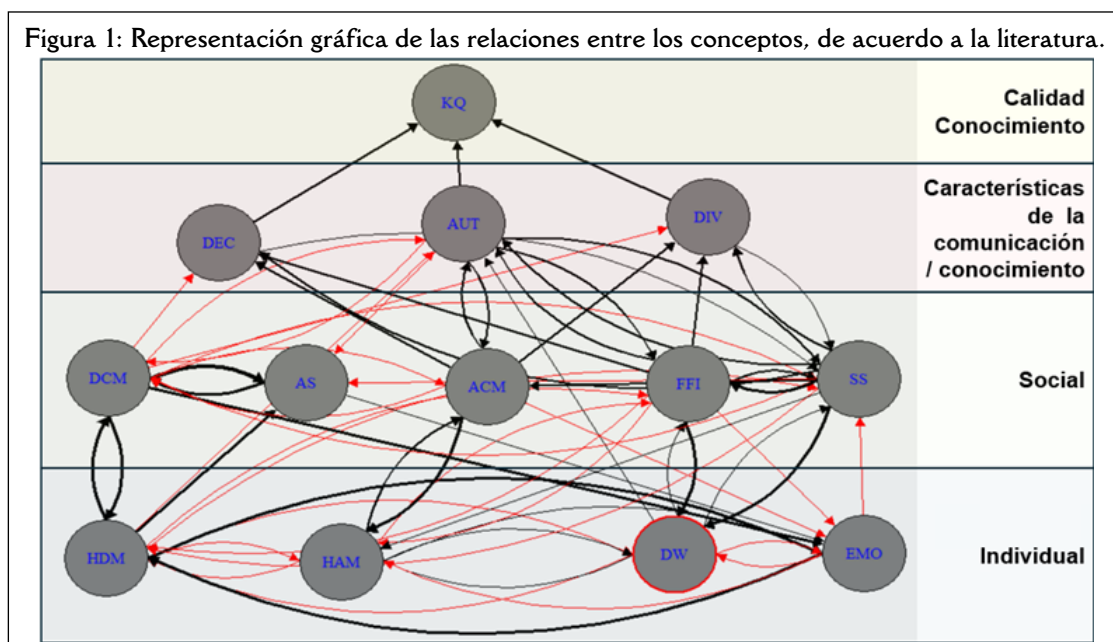 Figura 1: Representación gráfica de las relaciones entre los conceptos, de acuerdo a la literatura.
KQ
Calidad
Conocimiento
DEC
AUT
DIV
Características
de la
comunicación
/ conocimiento
DCM
AS
ACM
FFI
SS
Social
HDM
HAM
DW
EMO
Individual